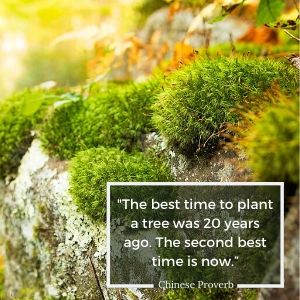 "The best time to plant
a tree was 20 years
ago. The second best
time is now."
Chinese Proverb